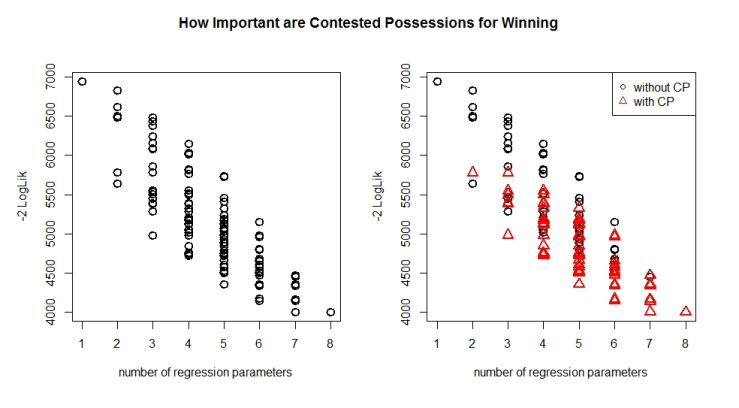 How Important are Contested Possessions for Winning
-2 LogLik
7000
6500
6000
5500
5000
4500
4000
1 2 3 4 5 6 7 8
number of regression parameters
-2 LogLik
7000
6500
6000
5500
5000
4500
4000
without CP
with CP
1 2 3 4 5 6 7 8
number of regression parameters